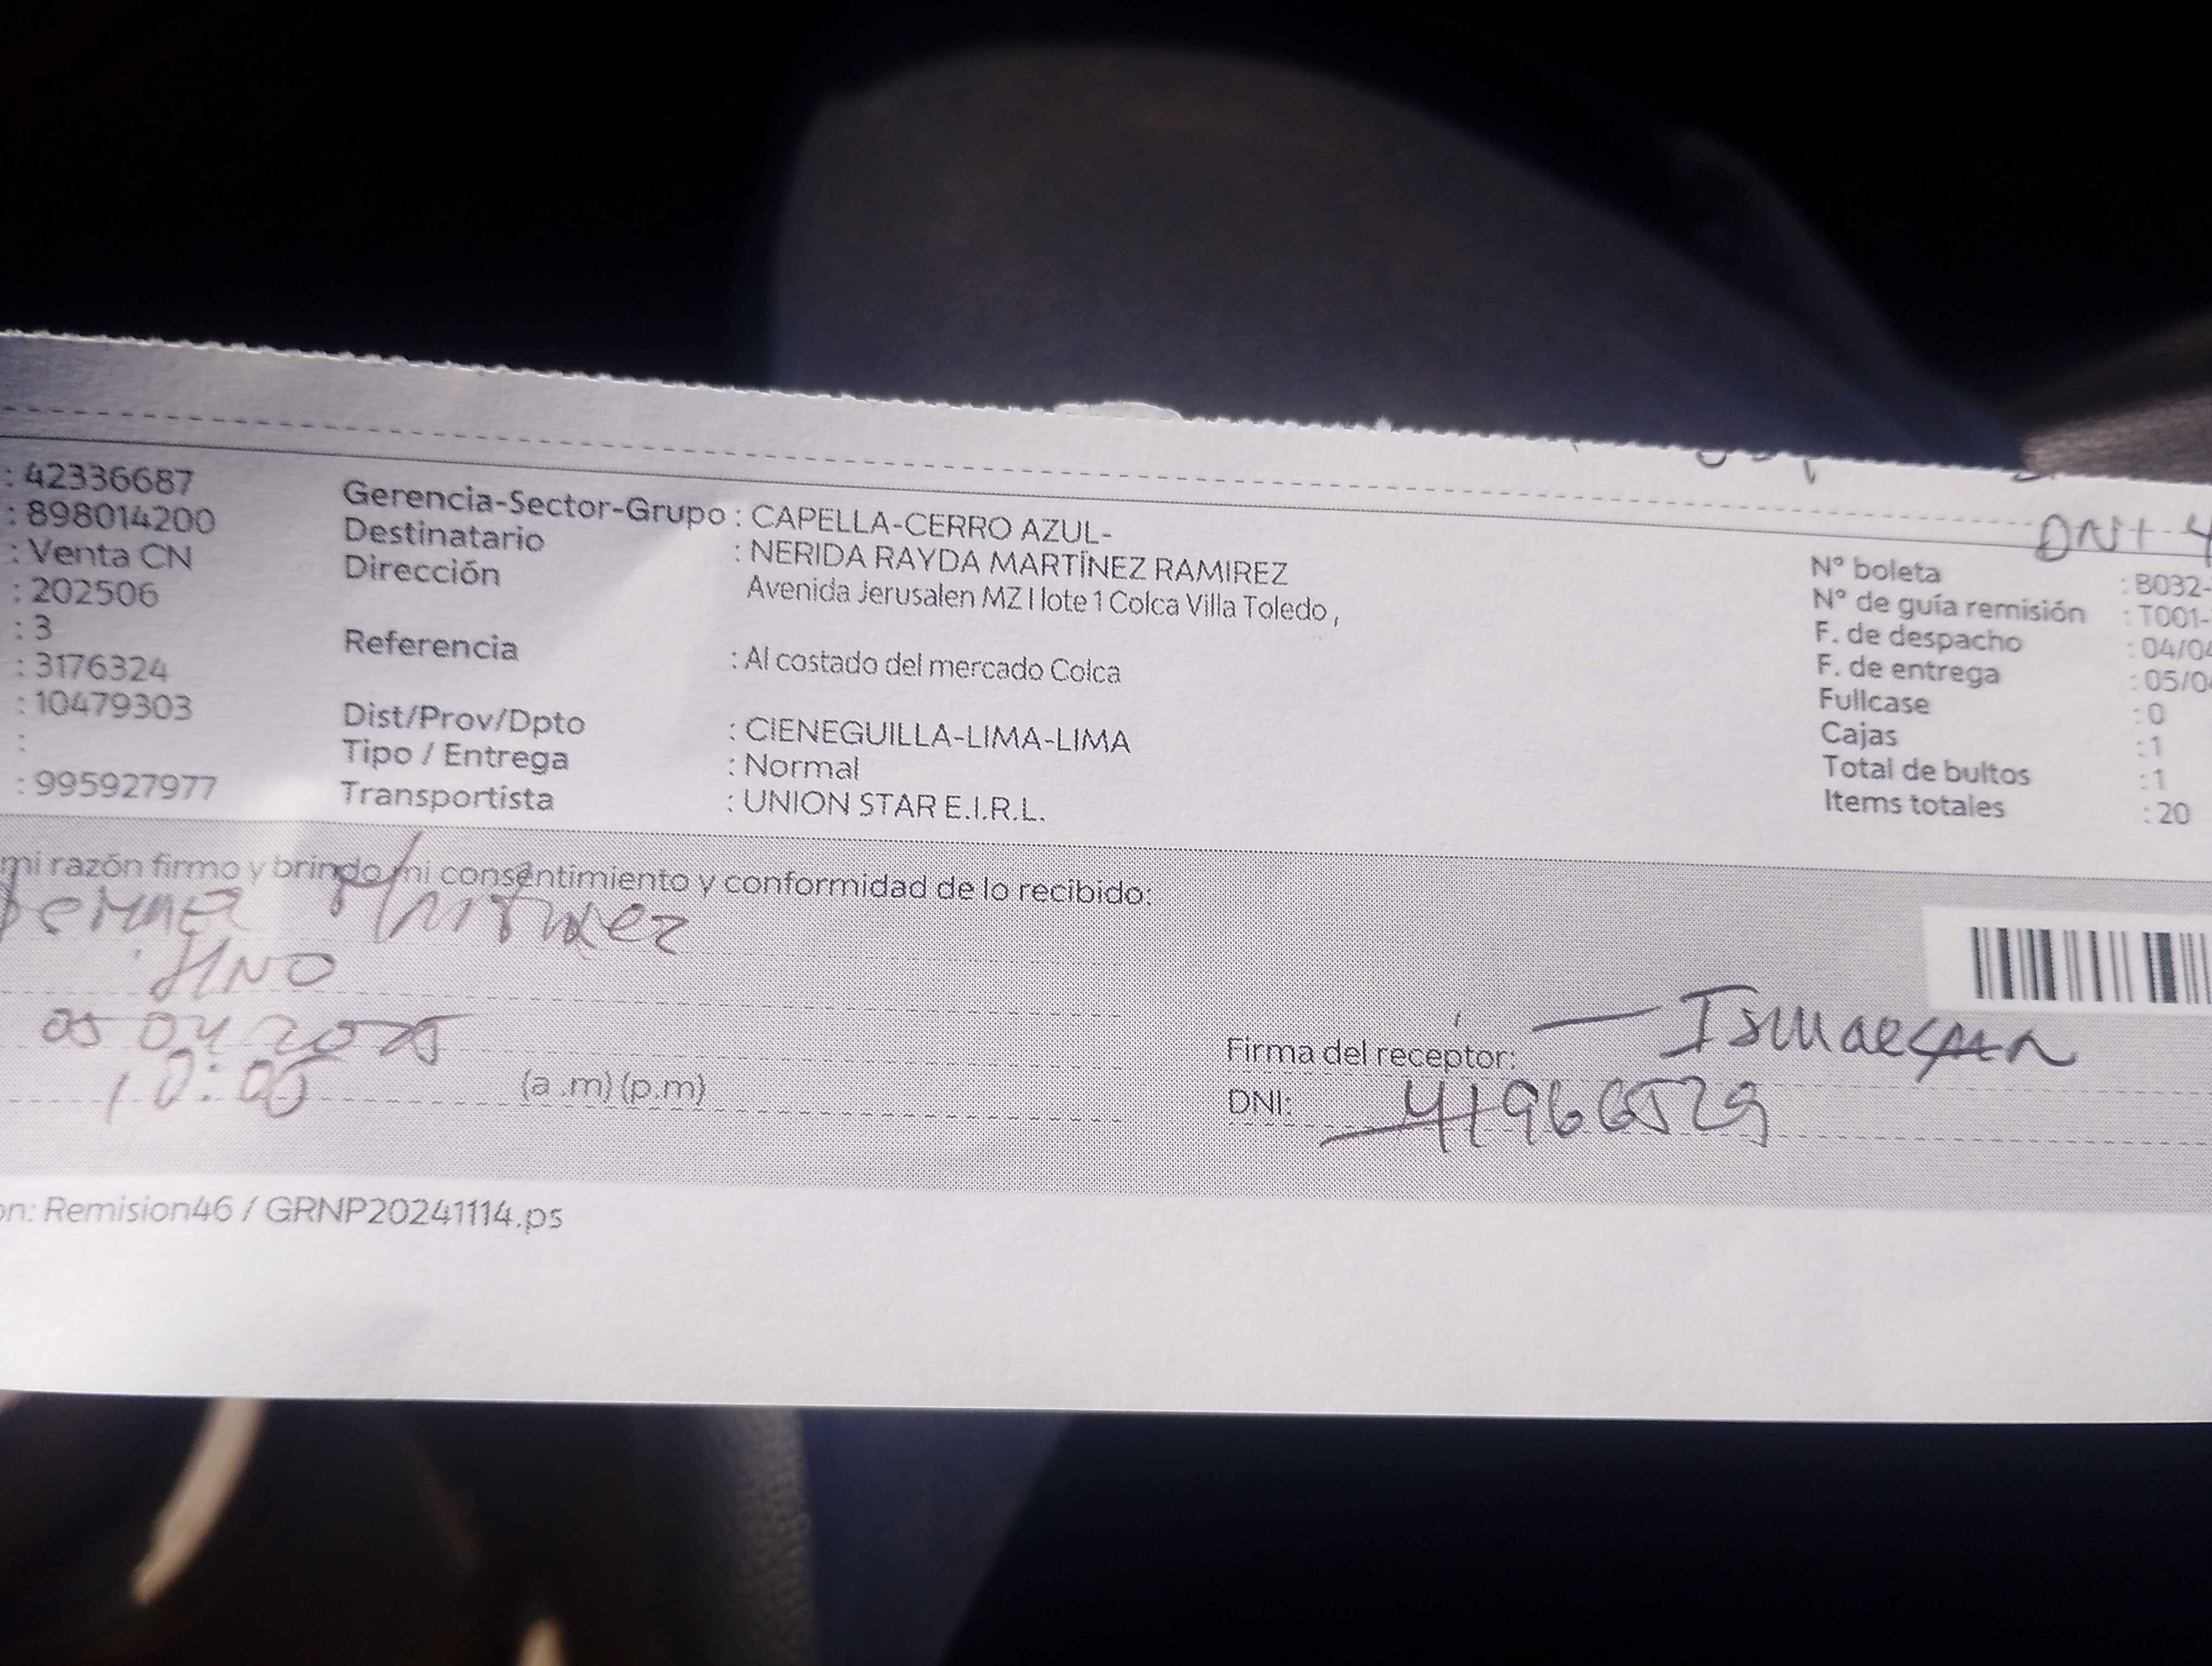 DNI 4
: 42336687
: 898014200
: Venta CN
: 202506
: 3
: 3176324
: 10479303
:
: 995927977
Gerencia-Sector-Grupo : CAPELLA-CERRO AZUL-
Destinatario : NERIDA RAYDA MARTÍNEZ RAMIREZ
Dirección Avenida Jerusalen MZ I lote 1 Colca Villa Toledo ,
Referencia : Al costado del mercado Colca
Dist/Prov/Dpto : CIENEGUILLA-LIMA-LIMA
Tipo / Entrega : Normal
Transportista : UNION STAR E.I.R.L.
N° boleta : B032-
N° de guía remisión : T001-
F. de despacho : 04/04
F. de entrega : 05/0
Fullcase : 0
Cajas : 1
Total de bultos : 1
Items totales : 20
mi razón firmo y brindo mi consentimiento y conformidad de lo recibido:
Martinez
HNO
05 04 2025
10:00 (a .m) (p.m)
Firma del receptor:
DNI: 41966529
on: Remision46 / GRNP20241114.ps